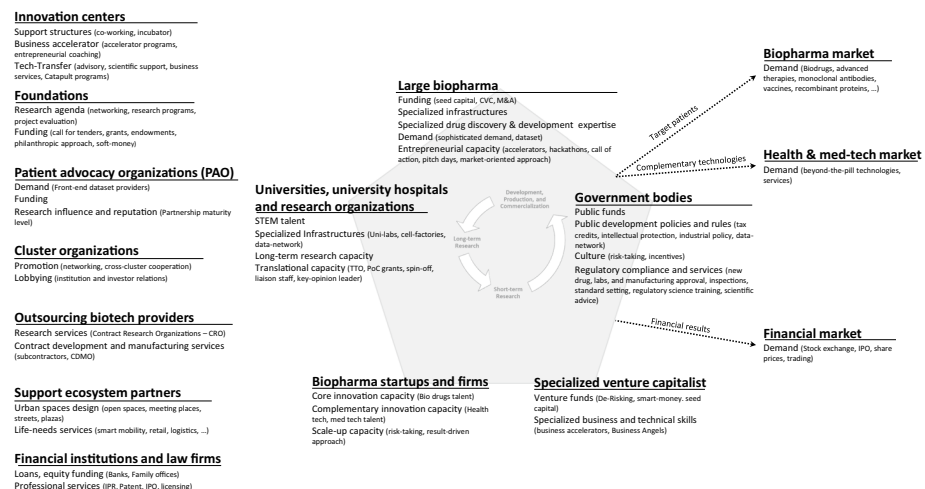 Innovation centers
Support structures (co-working, incubator)
Business accelerator (accelerator programs,
entrepreneurial coaching)
Tech-Transfer (advisory, scientific support, business
services, Catapult programs)
Foundations
Research agenda (networking, research programs,
project evaluation)
Funding (call for tenders, grants, endowments,
philanthropic approach, soft-money)
Patient advocacy organizations (PAO)
Demand (Front-end dataset providers)
Funding
Research influence and reputation (Partnership maturity
level)
Cluster organizations
Promotion (networking, cross-cluster cooperation)
Lobbying (institution and investor relations)
Outsourcing biotech providers
Research services (Contract Research Organizations – CRO)
Contract development and manufacturing services
(subcontractors, CDMO)
Support ecosystem partners
Urban spaces design (open spaces, meeting places,
streets, plazas)
Life-needs services (smart mobility, retail, logistics, ...)
Financial institutions and law firms
Loans, equity funding (Banks, Family offices)
Professional services (IPR, Patent, IPO, licensing)
Large biopharma
Funding (seed capital, CVC, M&A)
Specialized infrastructures
Specialized drug discovery & development expertise
Demand (sophisticated demand, dataset)
Entrepreneurial capacity (accelerators, hackathons, call of
action, pitch days, market-oriented approach)
Universities, university hospitals
and research organizations
STEM talent
Specialized Infrastructures (Uni-labs, cell-factories,
data-network)
Long-term research capacity
Translational capacity (TTO, PoC grants, spin-off,
liaison staff, key-opinion leader)
Development,
Production, and
Commercialization
Long-term
Research
Short-term
Research
Government bodies
Public funds
Public development policies and rules (tax
credits, intellectual protection, industrial policy, data-
network)
Culture (risk-taking, incentives)
Regulatory compliance and services (new
drug, labs, and manufacturing approval, inspections,
standard setting, regulatory science training, scientific
advice)
Biopharma startups and firms
Core innovation capacity (Bio drugs talent)
Complementary innovation capacity (Health
tech, med tech talent)
Scale-up capacity (risk-taking, result-driven
approach)
Specialized venture capitalist
Venture funds (De-Risking, smart-money. seed
capital)
Specialized business and technical skills
(business accelerators, Business Angels)
Target patients
Complementary technologies
Financial results
Biopharma market
Demand (Biodrugs, advanced
therapies, monoclonal antibodies,
vaccines, recombinant proteins, ...)
Health & med-tech market
Demand (beyond-the-pill technologies,
services)
Financial market
Demand (Stock exchange, IPO, share
prices, trading)